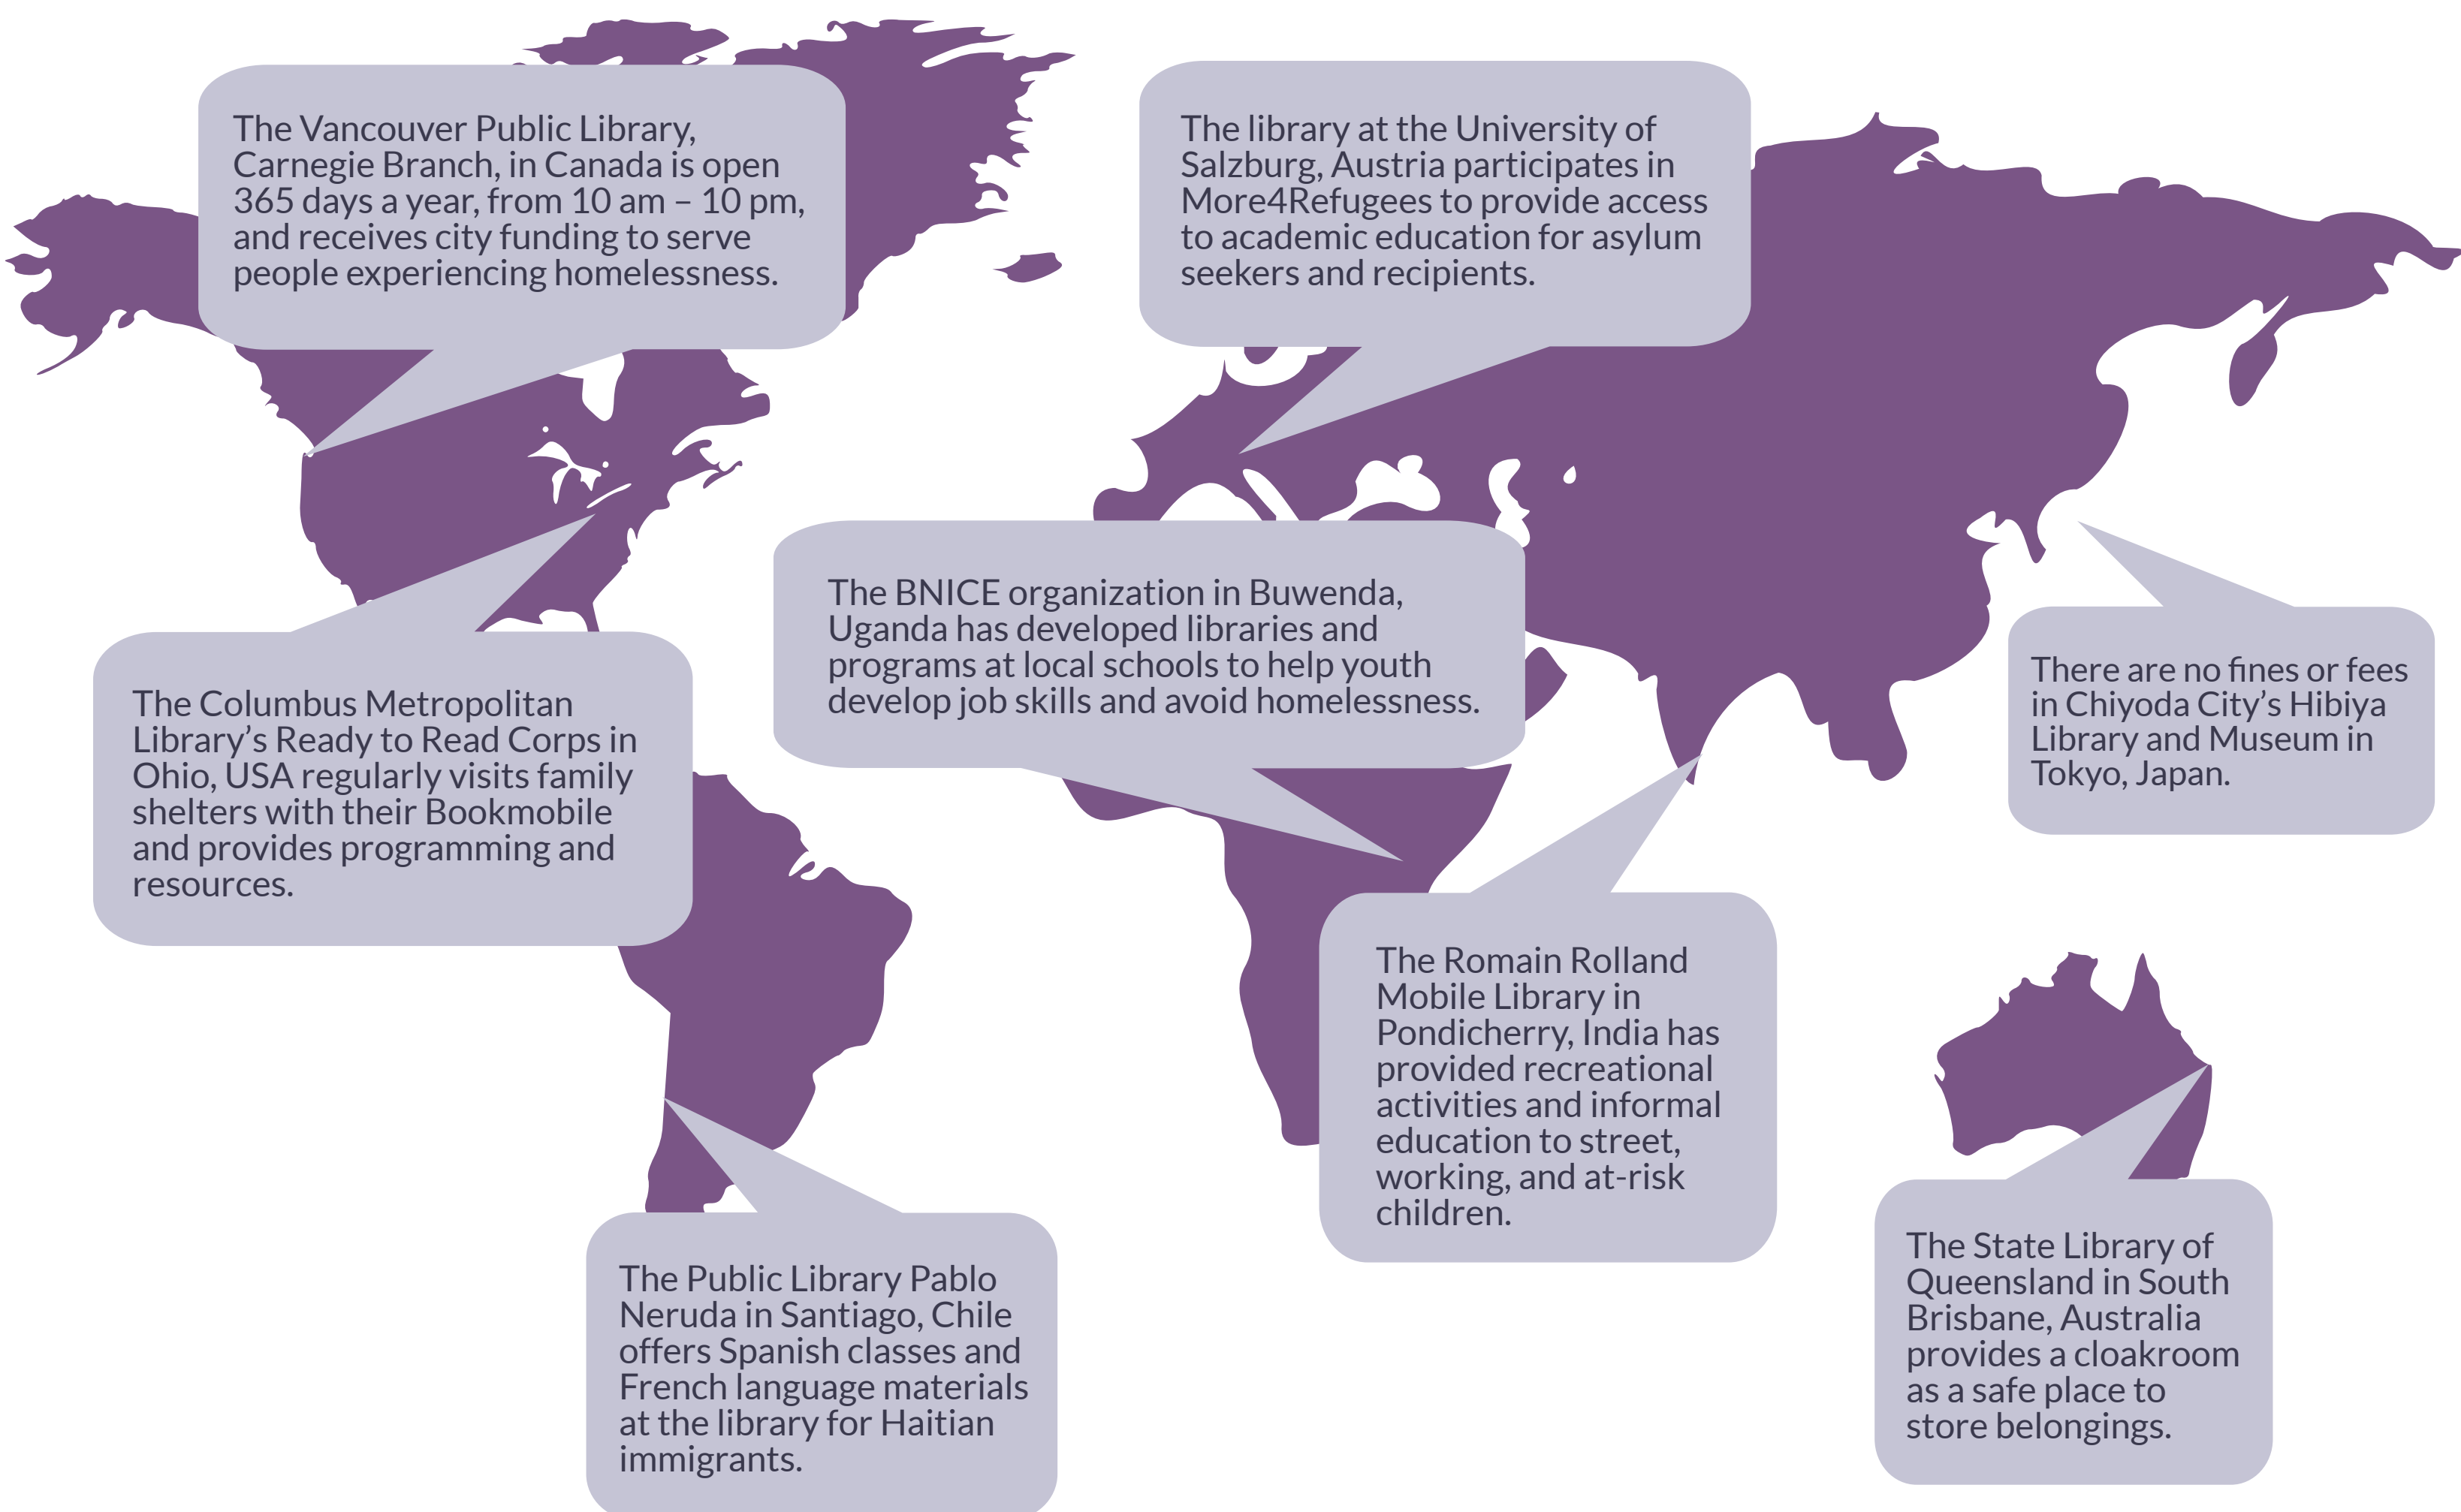 The Vancouver Public Library,
Carnegie Branch, in Canada is open
365 days a year, from 10 am – 10 pm,
and receives city funding to serve
people experiencing homelessness.
The library at the University of
Salzburg, Austria participates in
More4Refugees to provide access
to academic education for asylum
seekers and recipients.
The BNICE organization in Buwenda,
Uganda has developed libraries and
programs at local schools to help youth
develop job skills and avoid homelessness.
There are no fines or fees
in Chiyoda City’s Hibiya
Library and Museum in
Tokyo, Japan.
The Columbus Metropolitan
Library’s Ready to Read Corps in
Ohio, USA regularly visits family
shelters with their Bookmobile
and provides programming and
resources.
The Romain Rolland
Mobile Library in
Pondicherry, India has
provided recreational
activities and informal
education to street,
working, and at-risk
children.
The Public Library Pablo
Neruda in Santiago, Chile
offers Spanish classes and
French language materials
at the library for Haitian
immigrants.
The State Library of
Queensland in South
Brisbane, Australia
provides a cloakroom
as a safe place to
store belongings.